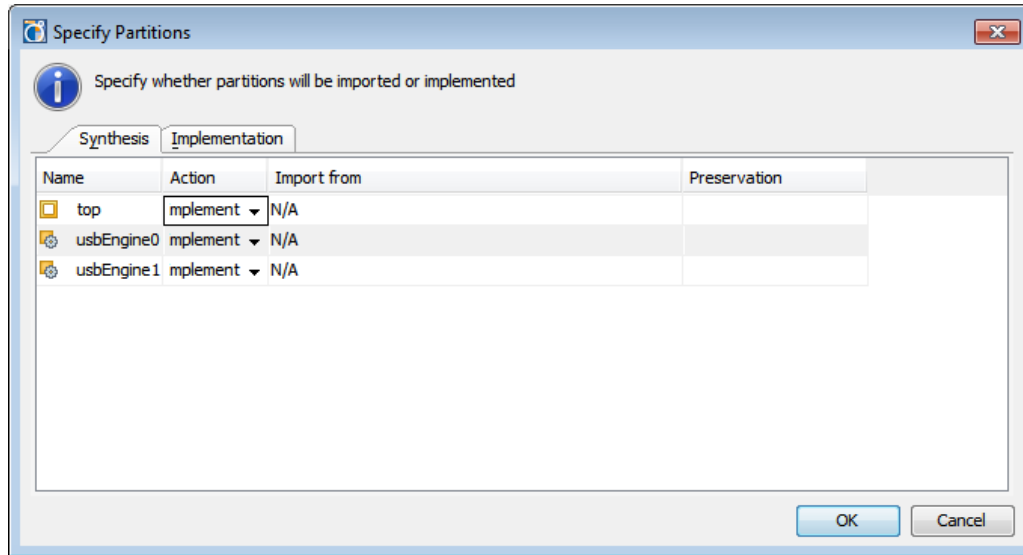 Specify Partitions
Specify whether partitions will be imported or implemented
Synthesis Implementation
Name Action Import from Preservation
top mplement N/A
usbEngine0 mplement N/A
usbEngine1 mplement N/A
OK Cancel